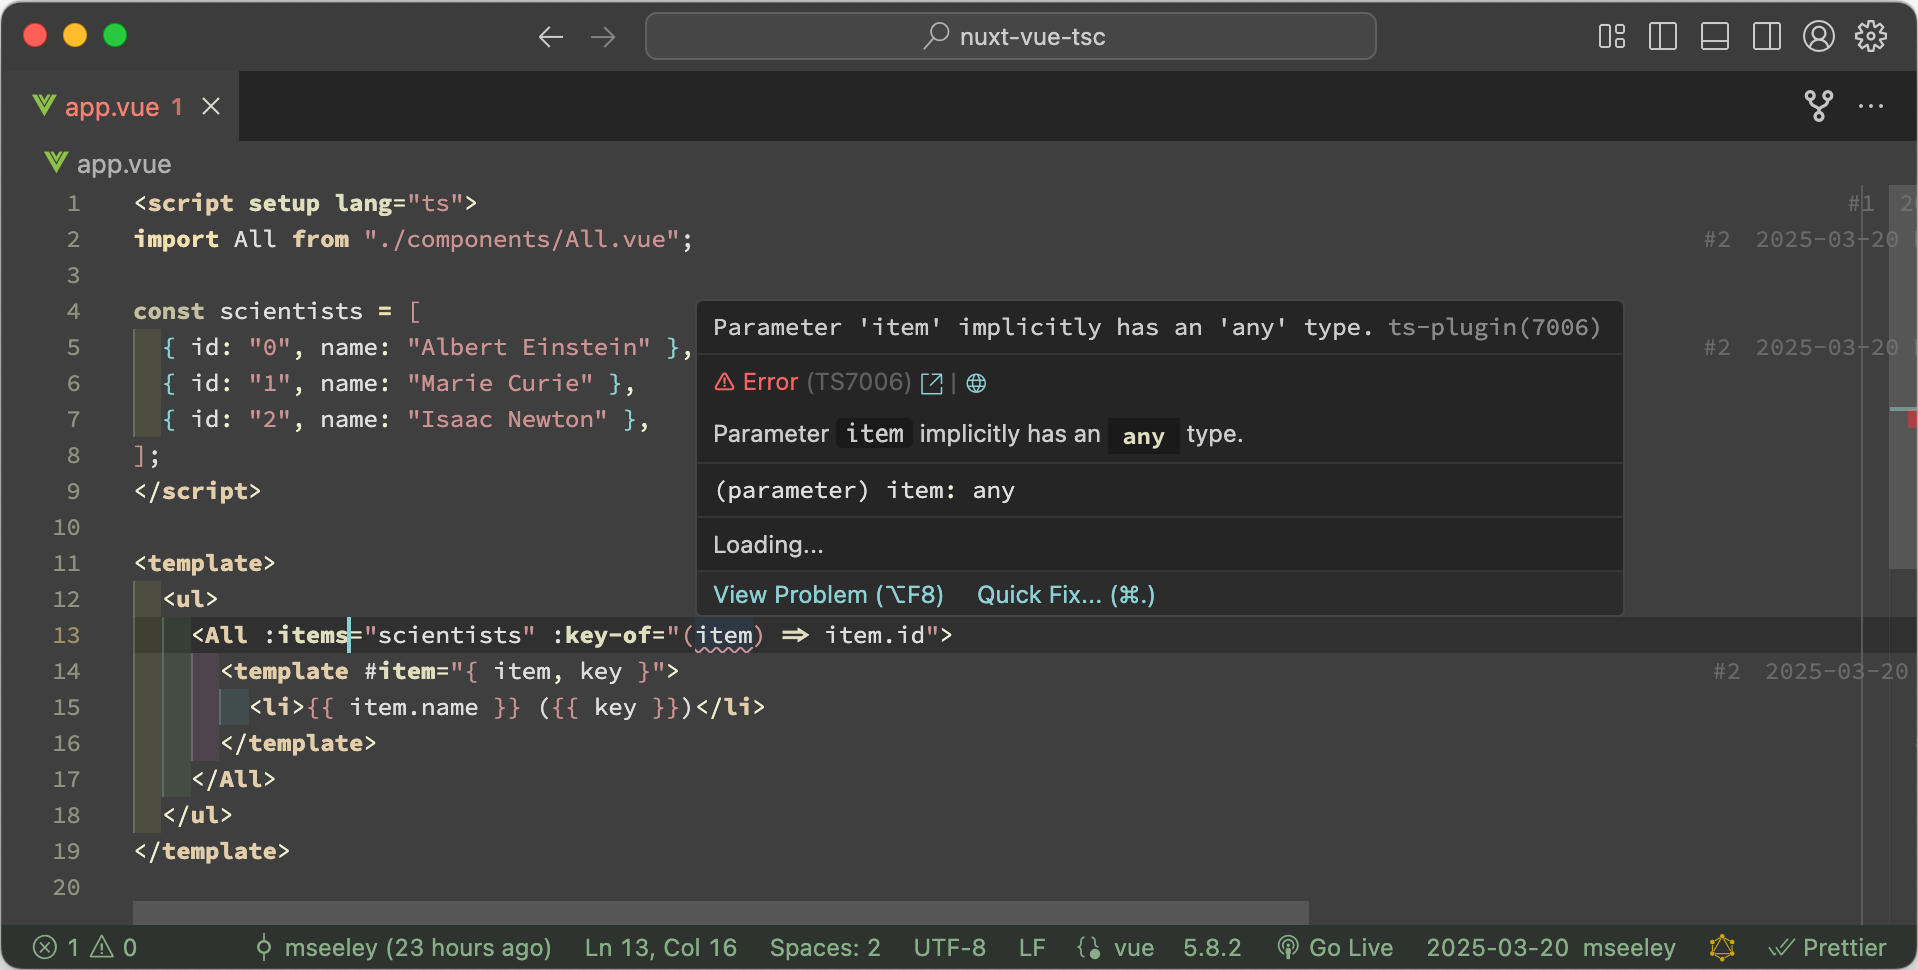 nuxt-vue-tsc
app.vue 1
app.vue
1 <script setup lang="ts"> #1 2
2 import All from "./components/All.vue"; #2 2025-03-20
3
4 const scientists = [
5 { id: "0", name: "Albert Einstein" }, #2 2025-03-20
6 { id: "1", name: "Marie Curie" },
7 { id: "2", name: "Isaac Newton" },
8 ];
9 </script>
10
11 <template>
12 <ul>
13 <All :items="scientists" :key-of="(item) => item.id">
14 <template #item="{ item, key }"> #2 2025-03-20
15 <li>{{ item.name }} ({{ key }})</li>
16 </template>
17 </All>
18 </ul>
19 </template>
20
Parameter 'item' implicitly has an 'any' type. ts-plugin(7006)
Error (TS7006) |
Parameter item implicitly has an any type.
(parameter) item: any
Loading...
View Problem (⌥F8) Quick Fix... (⌘.)
1 0 mseeley (23 hours ago) Ln 13, Col 16 Spaces: 2 UTF-8 LF {} vue 5.8.2 Go Live 2025-03-20 mseeley Prettier